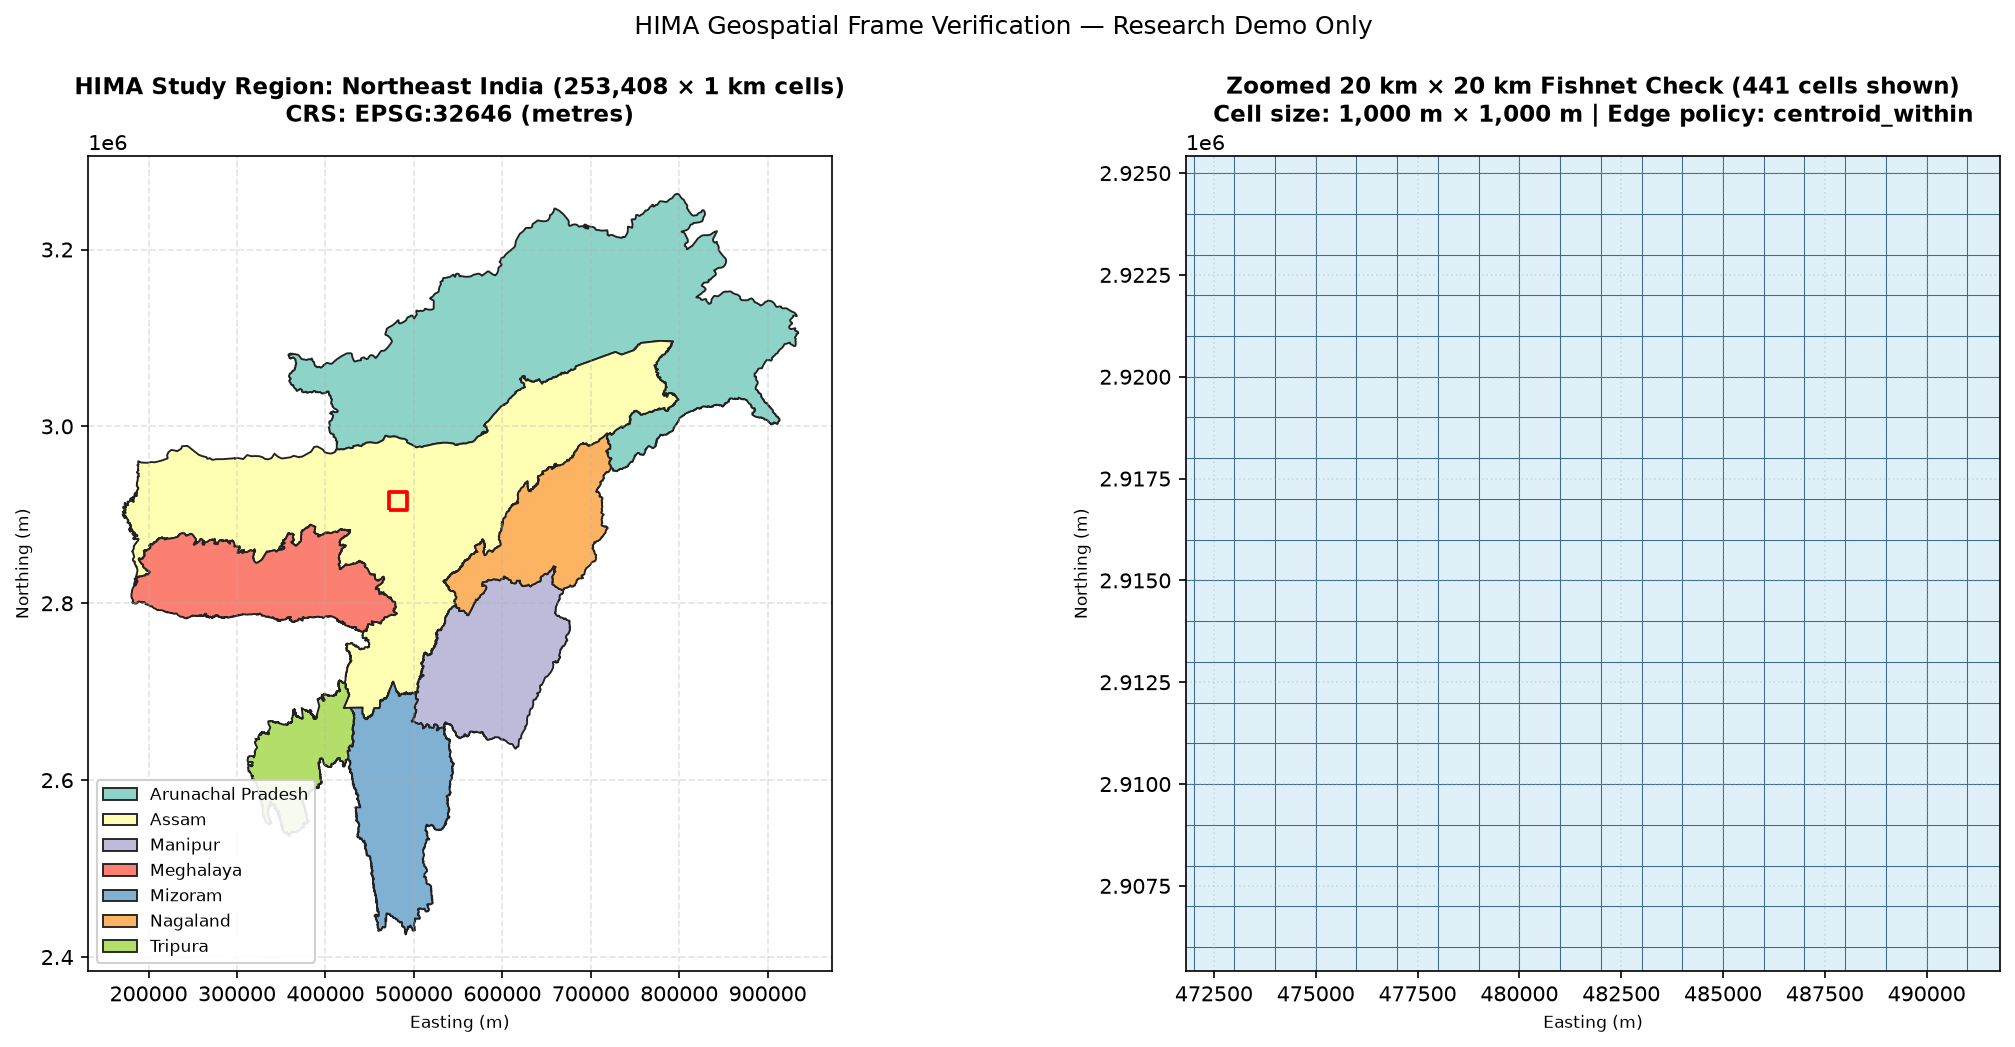 HIMA Geospatial Frame Verification — Research Demo Only
HIMA Study Region: Northeast India (253,408 × 1 km cells)
CRS: EPSG:32646 (metres)
1e6
3.2
3.0
2.8
2.6
2.4
Northing (m)
Arunachal Pradesh
Assam
Manipur
Meghalaya
Mizoram
Nagaland
Tripura
200000 300000 400000 500000 600000 700000 800000 900000
Easting (m)
Zoomed 20 km × 20 km Fishnet Check (441 cells shown)
Cell size: 1,000 m × 1,000 m | Edge policy: centroid_within
1e6
2.9250
2.9225
2.9200
2.9175
2.9150
2.9125
2.9100
2.9075
Northing (m)
472500 475000 477500 480000 482500 485000 487500 490000
Easting (m)